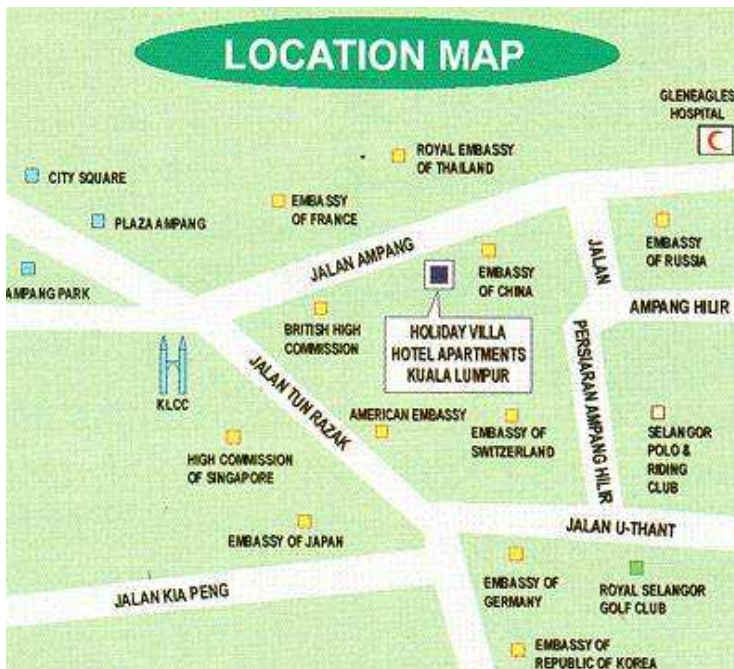 LOCATION MAP
GLENEAGLES
HOSPITAL
ROYAL EMBASSY
OF THAILAND
CITY SQUARE
EMBASSY
OF FRANCE
PLAZA AMPANG
JALAN AMPANG
JALAN
EMBASSY
OF RUSSIA
EMBASSY
OF CHINA
AMPANG PARK
AMPANG HILIR
BRITISH HIGH
COMMISSION
HOLIDAY VILLA
HOTEL APARTMENTS
KUALA LUMPUR
PERSIARAN AMPANG HILIR
JALAN TUN RAZAK
KLCC
AMERICAN EMBASSY
EMBASSY OF
SWITZERLAND
SELANGOR
POLO &
RIDING
CLUB
HIGH COMMISSION
OF SINGAPORE
JALAN U-THANT
EMBASSY OF JAPAN
EMBASSY OF
GERMANY
ROYAL SELANGOR
GOLF CLUB
JALAN KIA PENG
EMBASSY OF
REPUBLIC OF KOREA